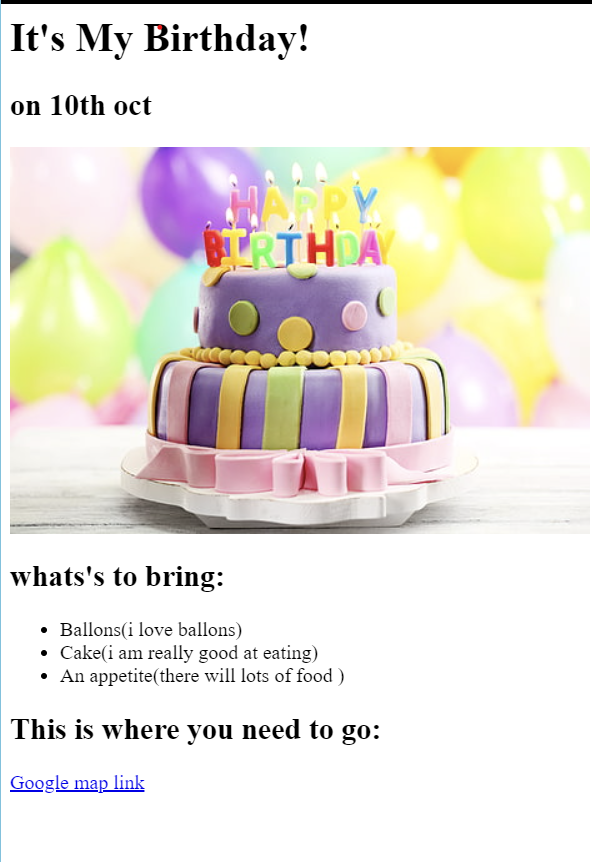 It's My Birthday!
on 10th oct
HAPPY
BIRTHDAY
whats's to bring:
Ballons(i love ballons)
Cake(i am really good at eating)
An appetite(there will lots of food )
This is where you need to go:
Google map link